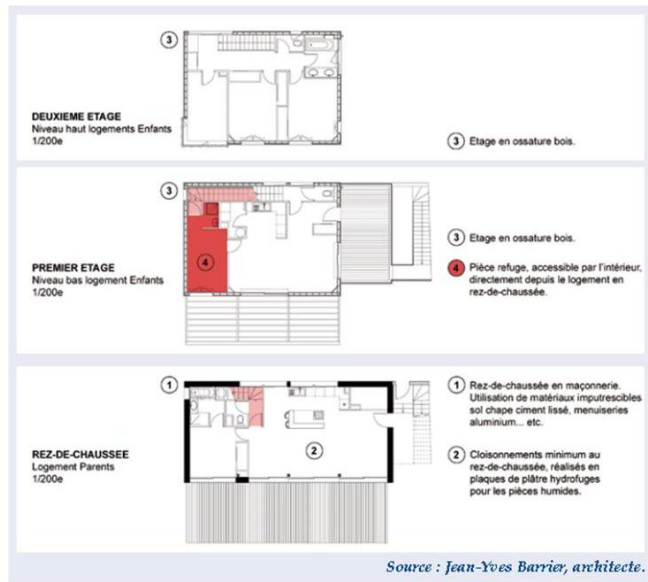 3
DEUXIEME ETAGE
Niveau haut logements Enfants
1/200e
3 Etage en ossature bois.
3
3 Etage en ossature bois.
4
PREMIER ETAGE
Niveau bas logement Enfants
1/200e
4 Pièce refuge, accessible par l'intérieur,
directement depuis le logement en
rez-de-chaussée.
1
1 Rez-de-chaussée en maçonnerie.
Utilisation de matériaux imputrescibles
sol chape ciment lissé, menuiseries
aluminium... etc.
REZ-DE-CHAUSSEE
Logement Parents
1/200e
2
2 Cloisonnements minimum au
rez-de-chaussée, réalisés en
plaques de plâtre hydrofuges
pour les pièces humides.
Source : Jean-Yves Barrier, architecte.